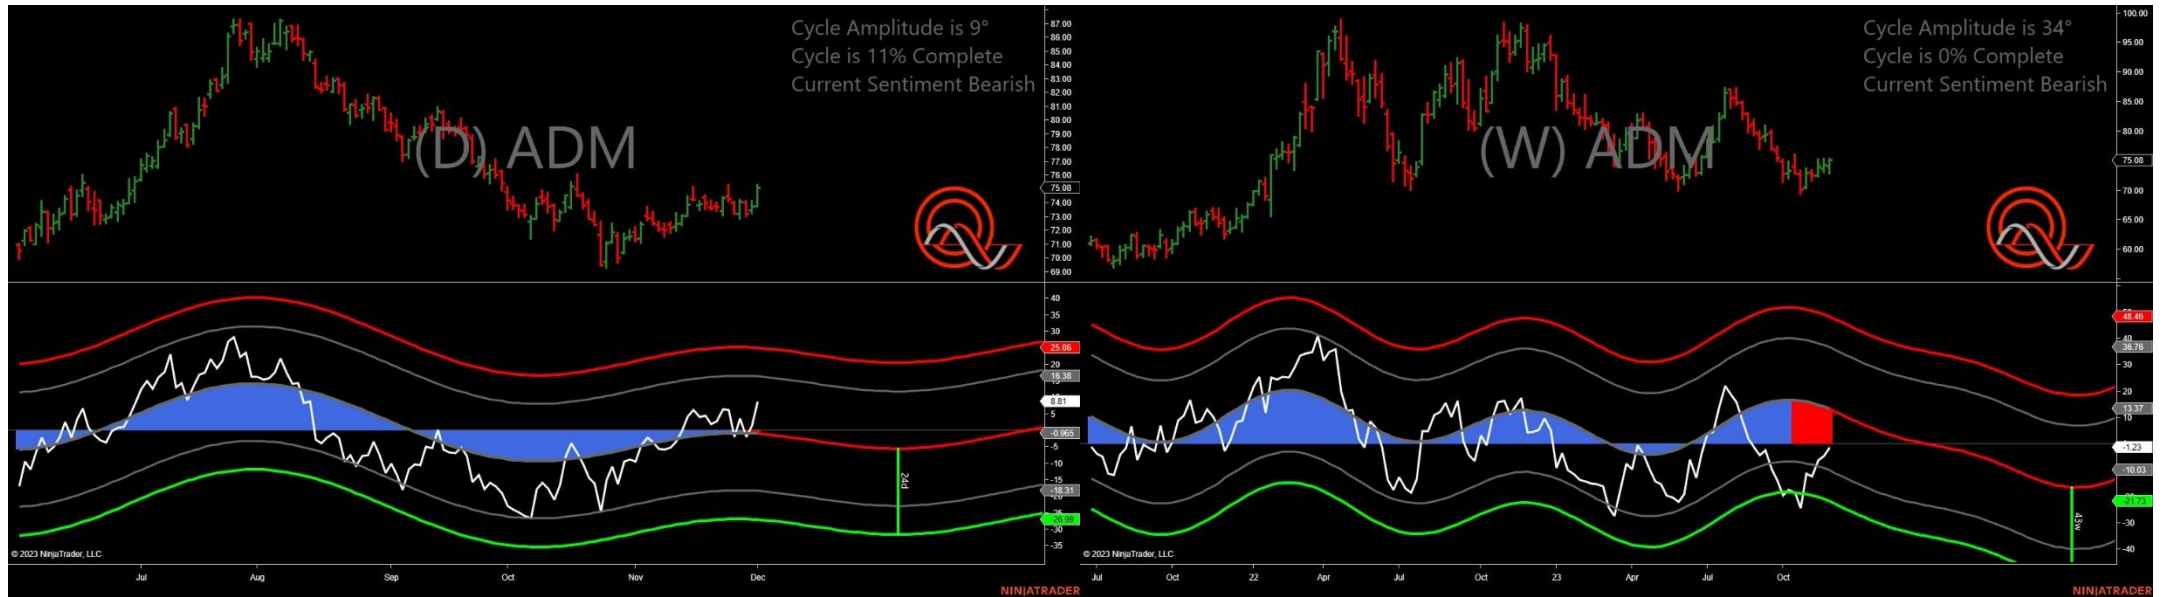 Cycle Amplitude is 9°
Cycle is 11% Complete
Current Sentiment Bearish
(D) ADM
87.00
86.00
85.00
84.00
83.00
82.00
81.00
80.00
79.00
78.00
77.00
76.00
75.08
74.00
73.00
72.00
71.00
70.00
69.00
40
35
30
25.06
16.38
8.81
5
-0.965
-5
-10
-15
-18.31
-26.99
-30
-35
24d
© 2023 NinjaTrader, LLC
Jul
Aug
Sep
Oct
Nov
Dec
NINJATRADER
Cycle Amplitude is 34°
Cycle is 0% Complete
Current Sentiment Bearish
(W) ADM
100.00
95.00
90.00
85.00
80.00
75.08
70.00
65.00
60.00
48.46
40
36.76
30
20
13.37
10
-1.23
-10.03
-21.73
-30
-40
43w
© 2023 NinjaTrader, LLC
Jul
Oct
22
Apr
Jul
Oct
23
Apr
Jul
Oct
NINJATRADER